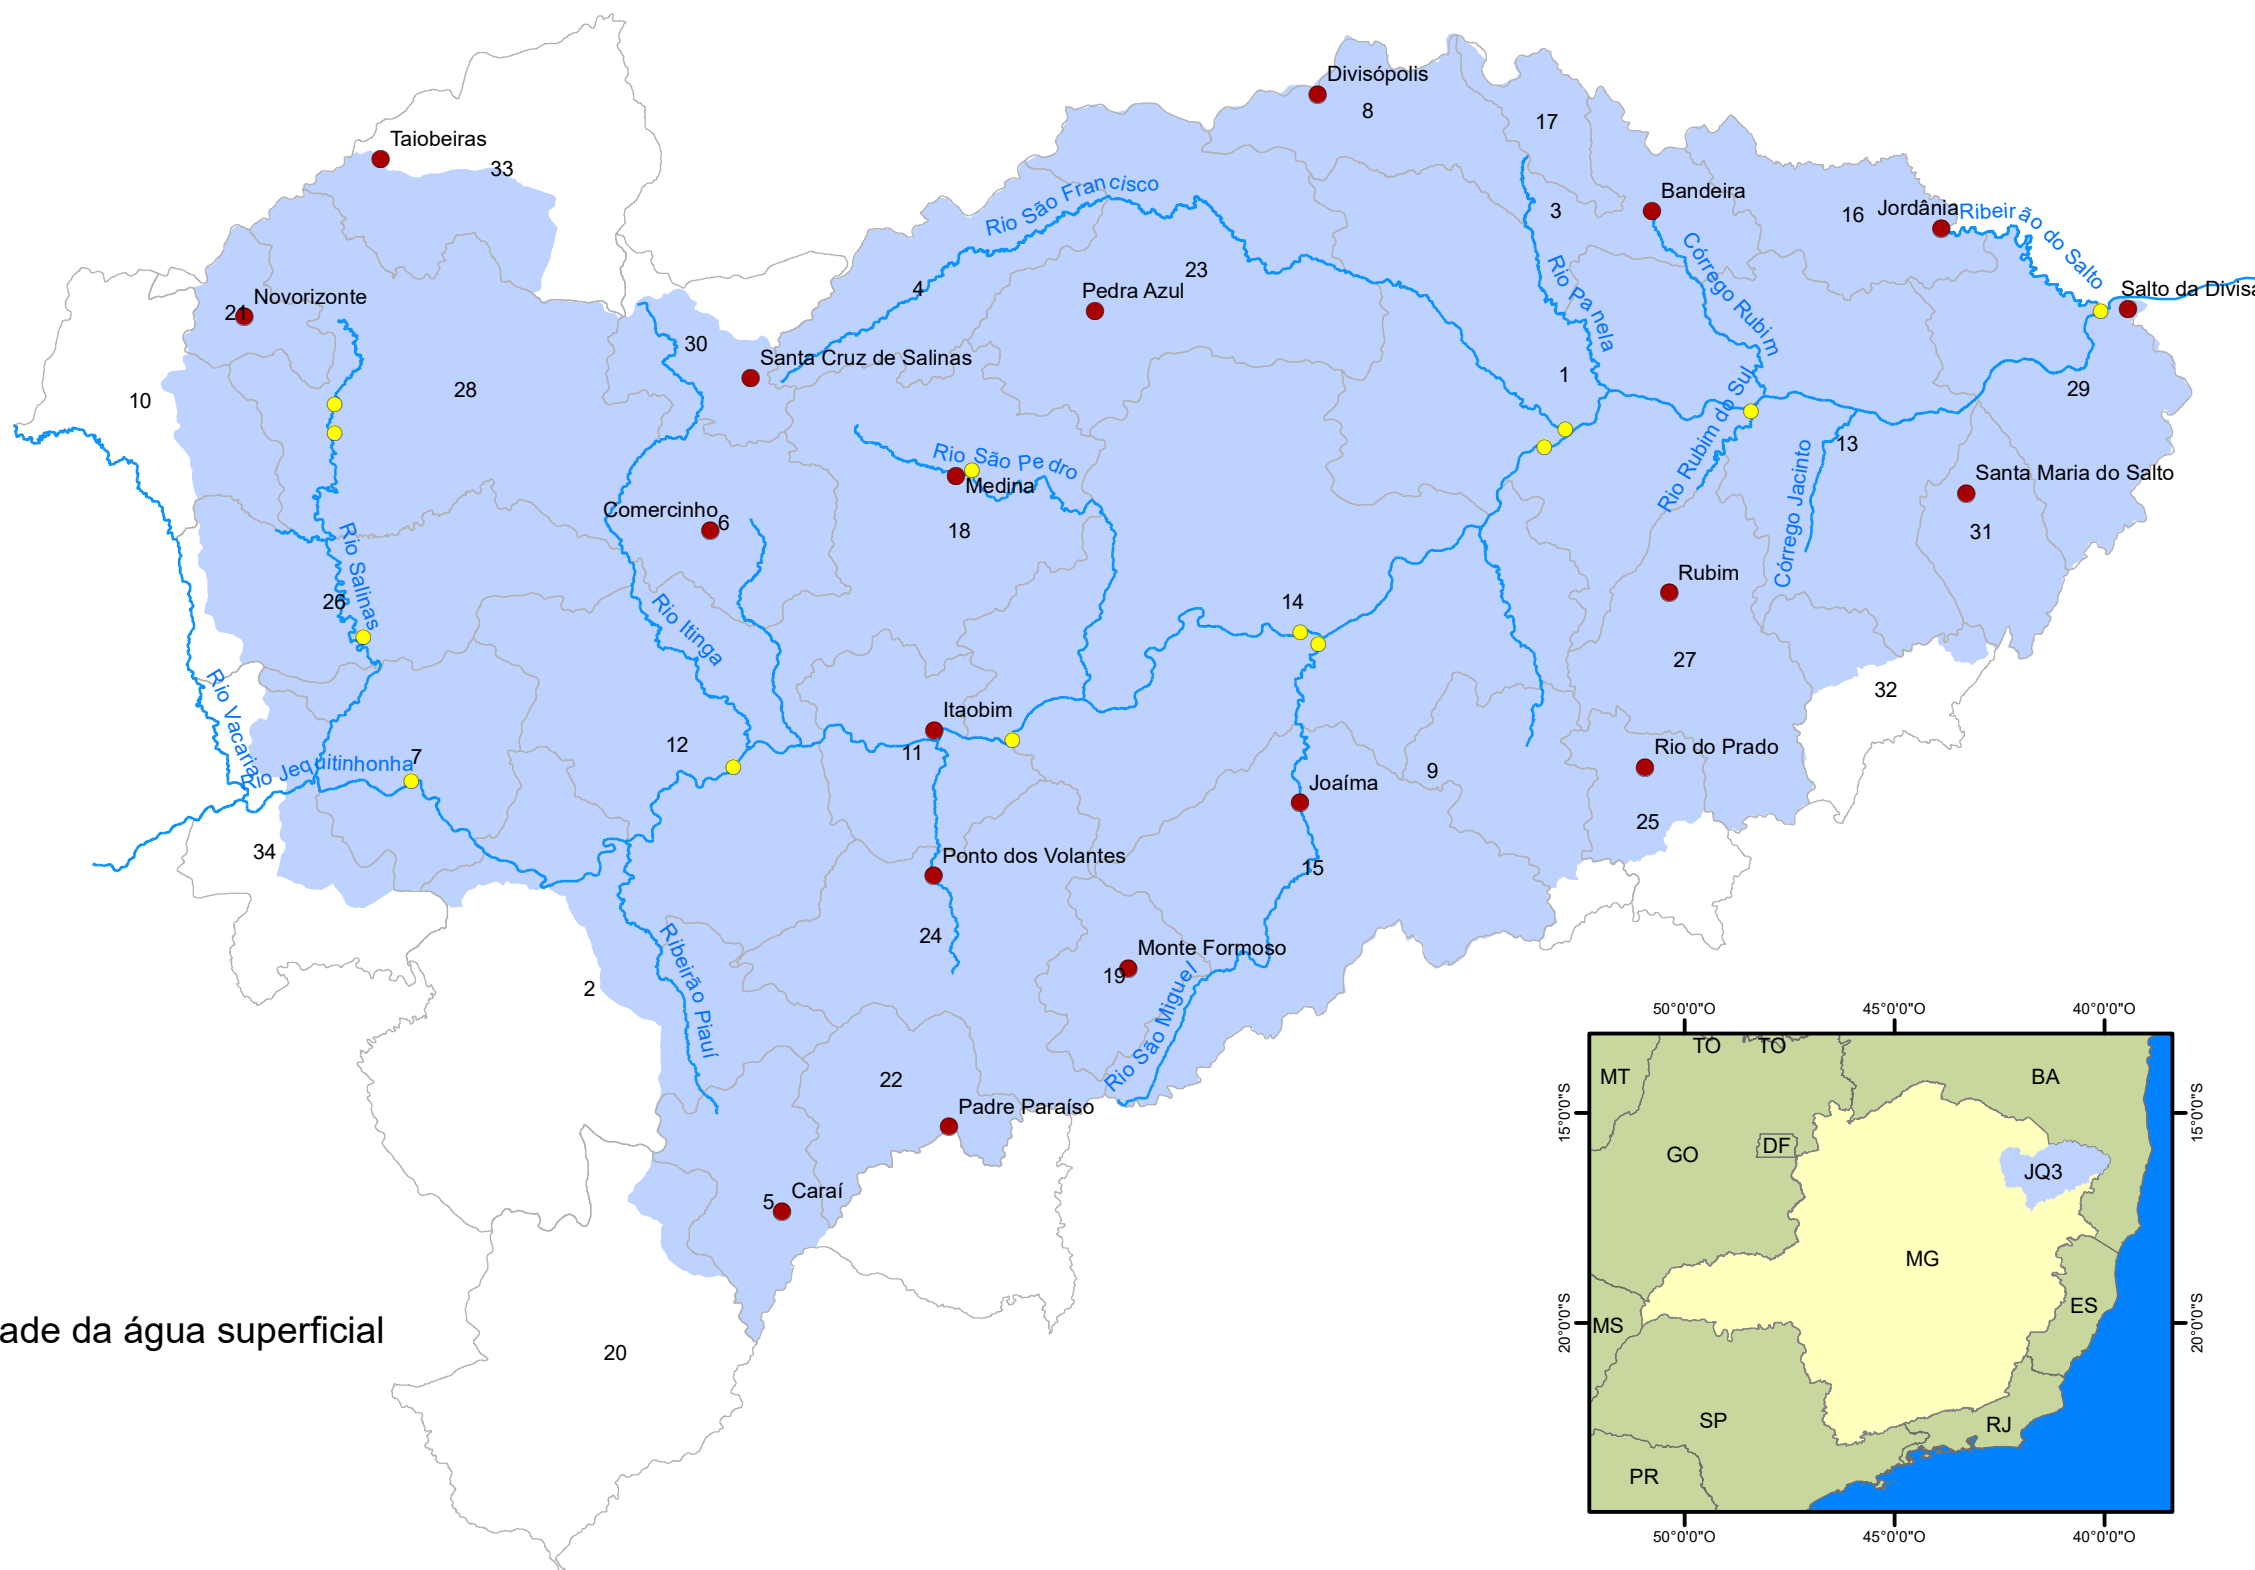 Divisópolis
8
17
Taiobeiras
33
Rio São Francisco
Bandeira
3
16
Jordânia
Ribeirão do Salto
Córrego Rubim
23
4
Pedra Azul
Rio Panela
Salto da Divisa
Novorizonte
21
30
Santa Cruz de Salinas
1
29
28
10
Rio Rubim do Sul
13
Rio São Pedro
Medina
Córrego Jacinto
Santa Maria do Salto
31
Comercinho
6
18
Rio Salinas
26
Rio Itinga
14
Rubim
27
32
Rio Vacaria
Itaobim
12
11
7
Rio Jequitinhonha
Rio do Prado
9
Joaíma
25
34
Ponto dos Volantes
15
24
Ribeirão Piauí
Monte Formoso
19
Rio São Miguel
2
22
Padre Paraíso
5
Caraí
20
ade da água superficial
50°0'0"O
45°0'0"O
40°0'0"O
TO
TO
MT
BA
15°0'0"S
15°0'0"S
GO
DF
JQ3
MG
ES
MS
20°0'0"S
20°0'0"S
SP
RJ
PR
50°0'0"O
45°0'0"O
40°0'0"O